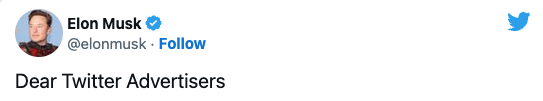 Elon Musk
@elonmusk · Follow
Dear Twitter Advertisers